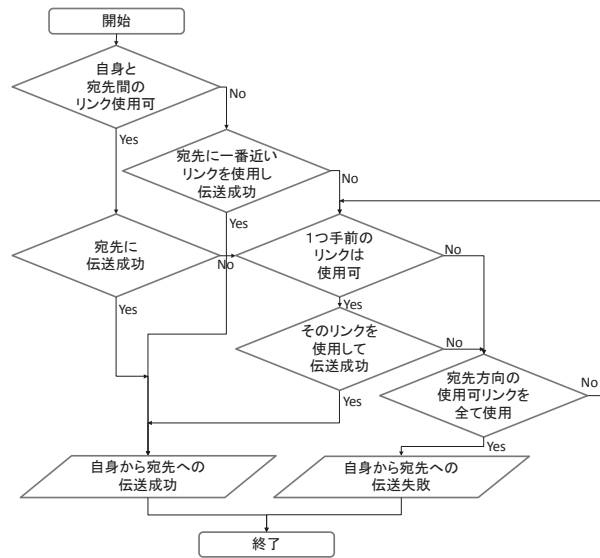 開始
自身と
宛先間の
リンク使用可
No
Yes
宛先に一番近い
リンクを使用し
伝送成功
No
Yes
宛先に
伝送成功
No
Yes
1つ手前の
リンクは
使用可
No
Yes
そのリンクを
使用して
伝送成功
No
Yes
宛先方向の
使用可リンクを
全て使用
No
Yes
自身から宛先への
伝送成功
自身から宛先への
伝送失敗
終了